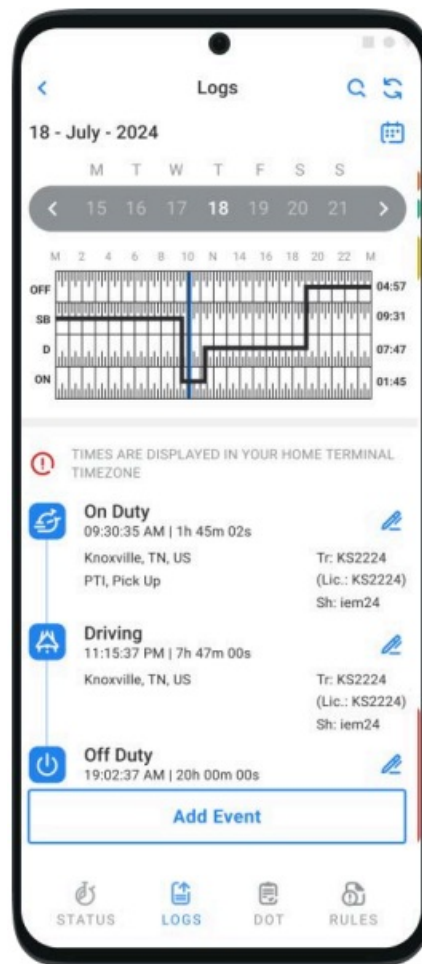 Logs
18 - July - 2024
M T W T F S S
15 16 17 18 19 20 21
M 2 4 6 8 10 N 14 16 18 20 22 M
OFF 04:57
SB 09:31
D 07:47
ON 01:45
TIMES ARE DISPLAYED IN YOUR HOME TERMINAL
TIMEZONE
On Duty
09:30:35 AM | 1h 45m 02s
Knoxville, TN, US Tr: KS2224
PTI, Pick Up (Lic.: KS2224)
Sh: iem24
Driving
11:15:37 PM | 7h 47m 00s
Knoxville, TN, US Tr: KS2224
(Lic.: KS2224)
Sh: iem24
Off Duty
19:02:37 AM | 20h 00m 00s
Add Event
STATUS LOGS DOT RULES